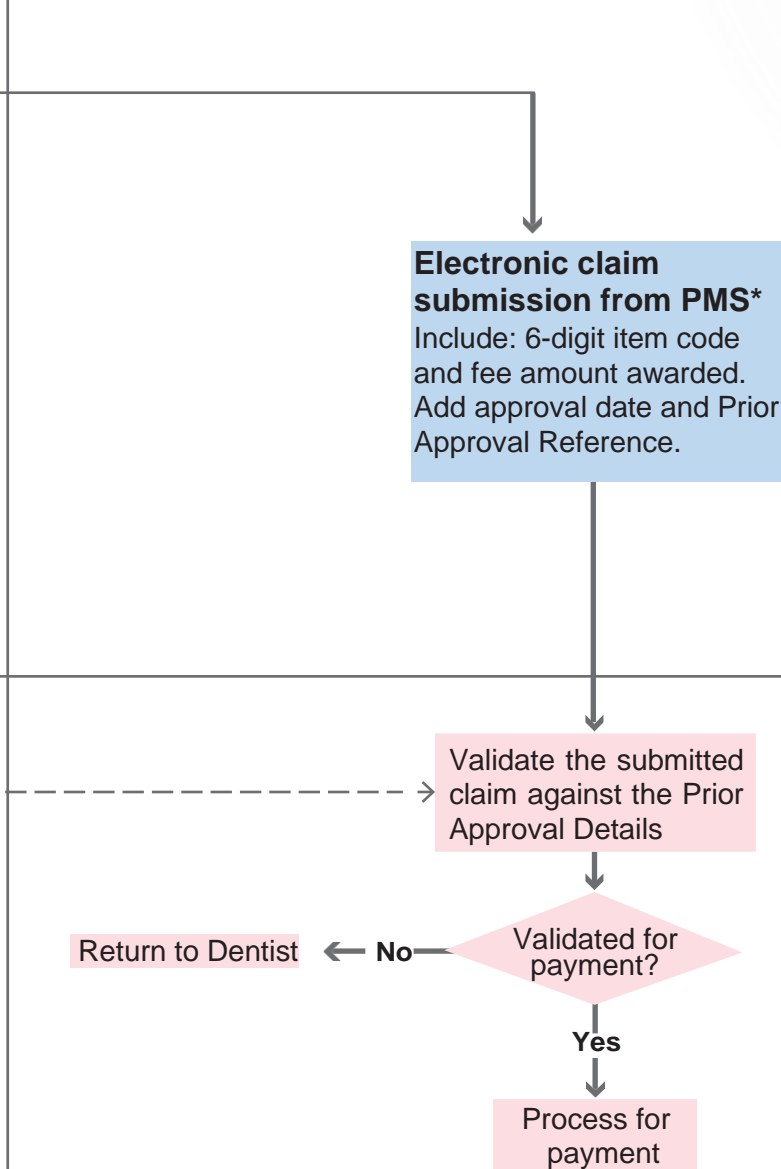 Electronic claim
submission from PMS*
Include: 6-digit item code
and fee amount awarded.
Add approval date and Prior
Approval Reference.
Validate the submitted
claim against the Prior
Approval Details
Return to Dentist
No
Validated for
payment?
Yes
Process for
payment